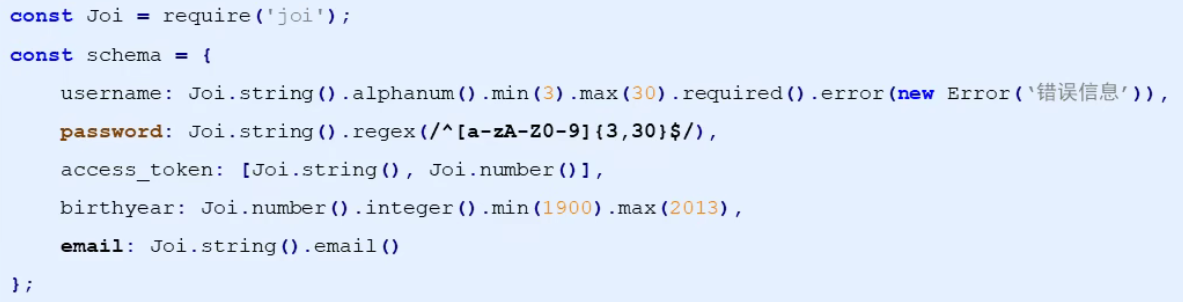 const Joi = require('joi');
const schema = {
    username: Joi.string().alphanum().min(3).max(30).required().error(new Error(‘错误信息’)),
    password: Joi.string().regex(/^[a-zA-Z0-9]{3,30}$/),
    access_token: [Joi.string(), Joi.number()],
    birthyear: Joi.number().integer().min(1900).max(2013),
    email: Joi.string().email()
};